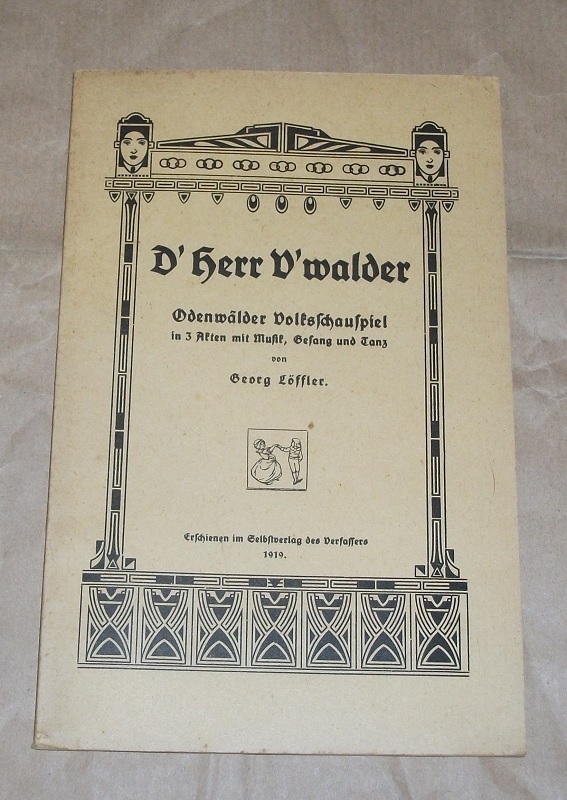 D' Herr V'walder
Odenwälder Volksschauspiel
in 3 Akten mit Musik, Gesang und Tanz
von
Georg Löffler.
Erschienen im Selbstverlag des Verfassers
1919.